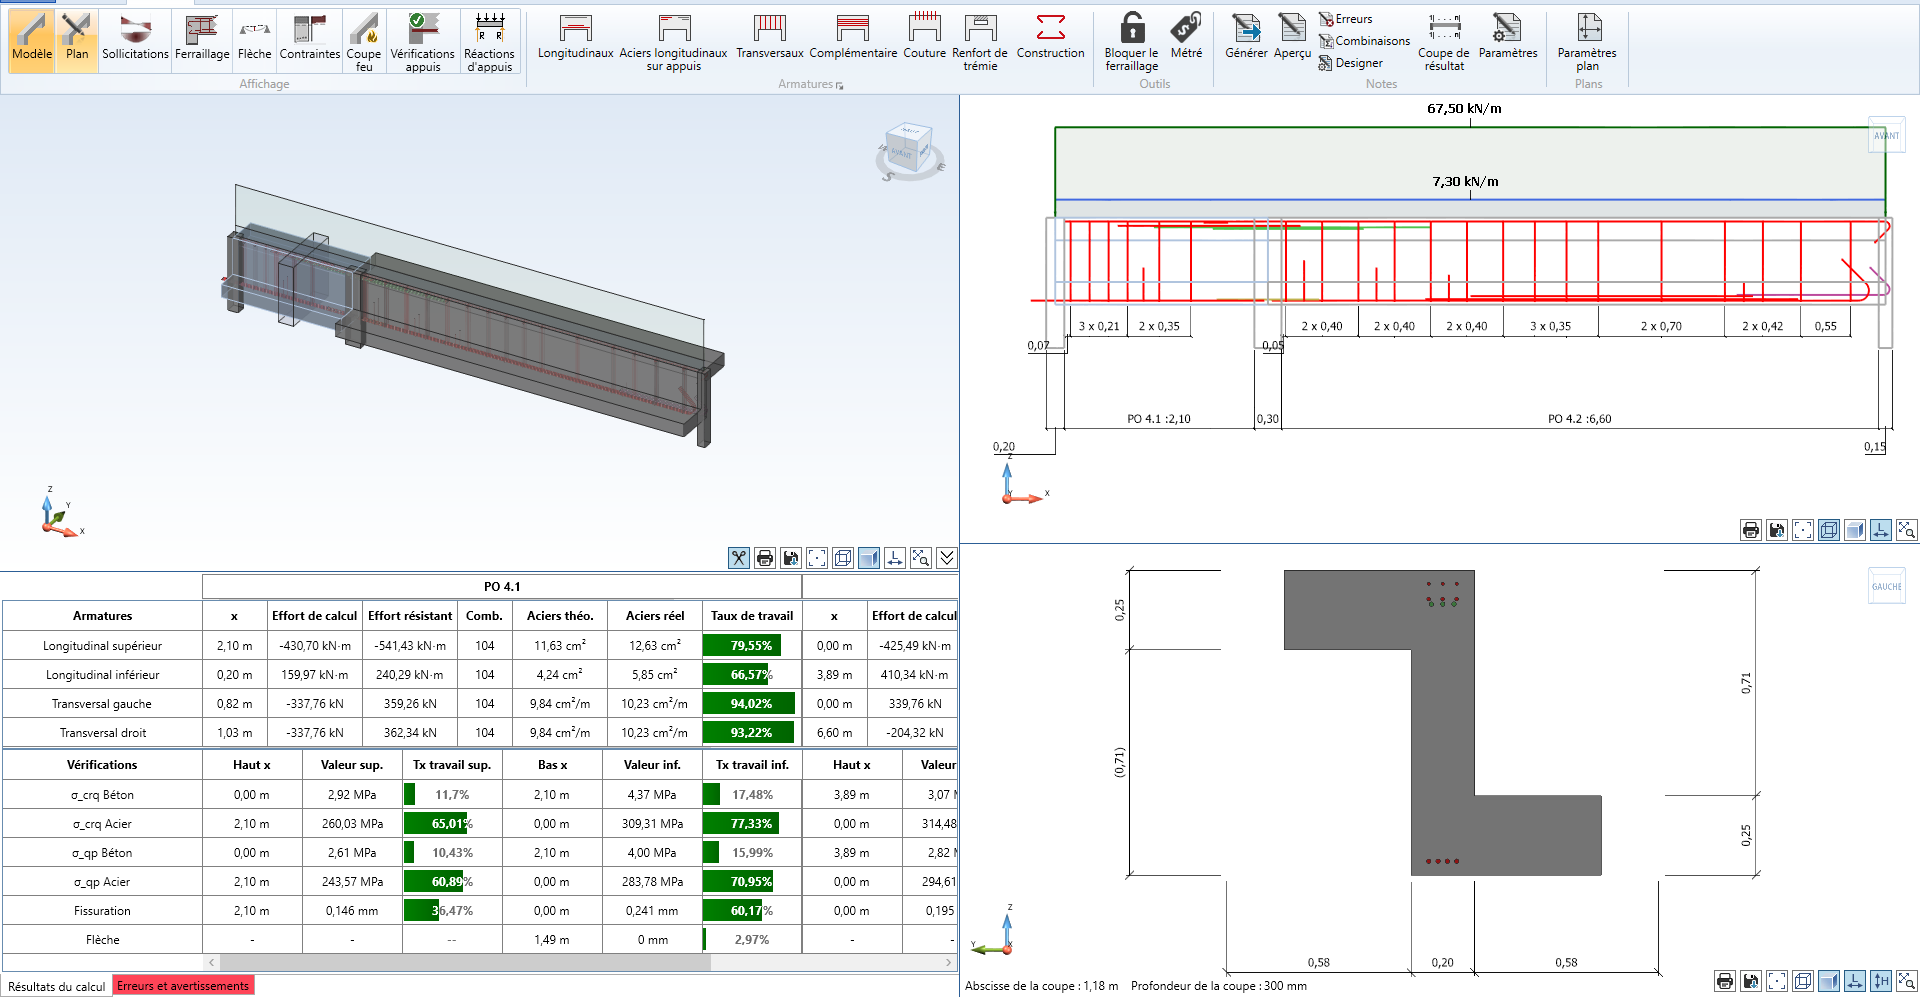 Modèle
Plan
Sollicitations
Ferraillage
Flèche
Contraintes
Coupe feu
Vérifications appuis
Réactions d'appuis
Affichage
Longitudinaux
Aciers longitudinaux sur appuis
Transversaux
Complémentaire
Couture
Renfort de trémie
Construction
Armatures
Bloquer le ferraillage
Métré
Outils
Générer
Aperçu
Erreurs
Combinaisons
Designer
Coupe de résultat
Paramètres
Notes
Paramètres plan
Plans
AVANT
S
E
Z
Y
X
67,50 kN/m
7,30 kN/m
AVANT
3 x 0,21
2 x 0,35
2 x 0,40
2 x 0,40
2 x 0,40
3 x 0,35
2 x 0,70
2 x 0,42
0,55
0,07
0,05
PO 4.1 :2,10
0,30
PO 4.2 :6,60
0,20
0,15
Z
Y
X
PO 4.1
Armatures x Effort de calcul Effort résistant Comb. Aciers théo. Aciers réel Taux de travail x Effort de calcul
Longitudinal supérieur 2,10 m -430,70 kN·m -541,43 kN·m 104 11,63 cm² 12,63 cm² 79,55% 0,00 m -425,49 kN·m
Longitudinal inférieur 0,20 m 159,97 kN·m 240,29 kN·m 104 4,24 cm² 5,85 cm² 66,57% 3,89 m 410,34 kN·m
Transversal gauche 0,82 m -337,76 kN 359,26 kN 104 9,84 cm²/m 10,23 cm²/m 94,02% 0,00 m 339,76 kN
Transversal droit 1,03 m -337,76 kN 362,34 kN 104 9,84 cm²/m 10,23 cm²/m 93,22% 6,60 m -204,32 kN
Vérifications Haut x Valeur sup. Tx travail sup. Bas x Valeur inf. Tx travail inf. Haut x Valeur
σ_crq Béton 0,00 m 2,92 MPa 11,7% 2,10 m 4,37 MPa 17,48% 3,89 m 3,07
σ_crq Acier 2,10 m 260,03 MPa 65,01% 0,00 m 309,31 MPa 77,33% 0,00 m 314,48
σ_qp Béton 0,00 m 2,61 MPa 10,43% 2,10 m 4,00 MPa 15,99% 3,89 m 2,82
σ_qp Acier 2,10 m 243,57 MPa 60,89% 0,00 m 283,78 MPa 70,95% 0,00 m 294,61
Fissuration 2,10 m 0,146 mm 36,47% 0,00 m 0,241 mm 60,17% 0,00 m 0,195
Flèche - - -- 1,49 m 0 mm 2,97% - -
Résultats du calcul
Erreurs et avertissements
GAUCHE
0,25
(0,71)
0,71
0,25
0,58
0,20
0,58
Z
Y
X
Abscisse de la coupe : 1,18 m Profondeur de la coupe : 300 mm